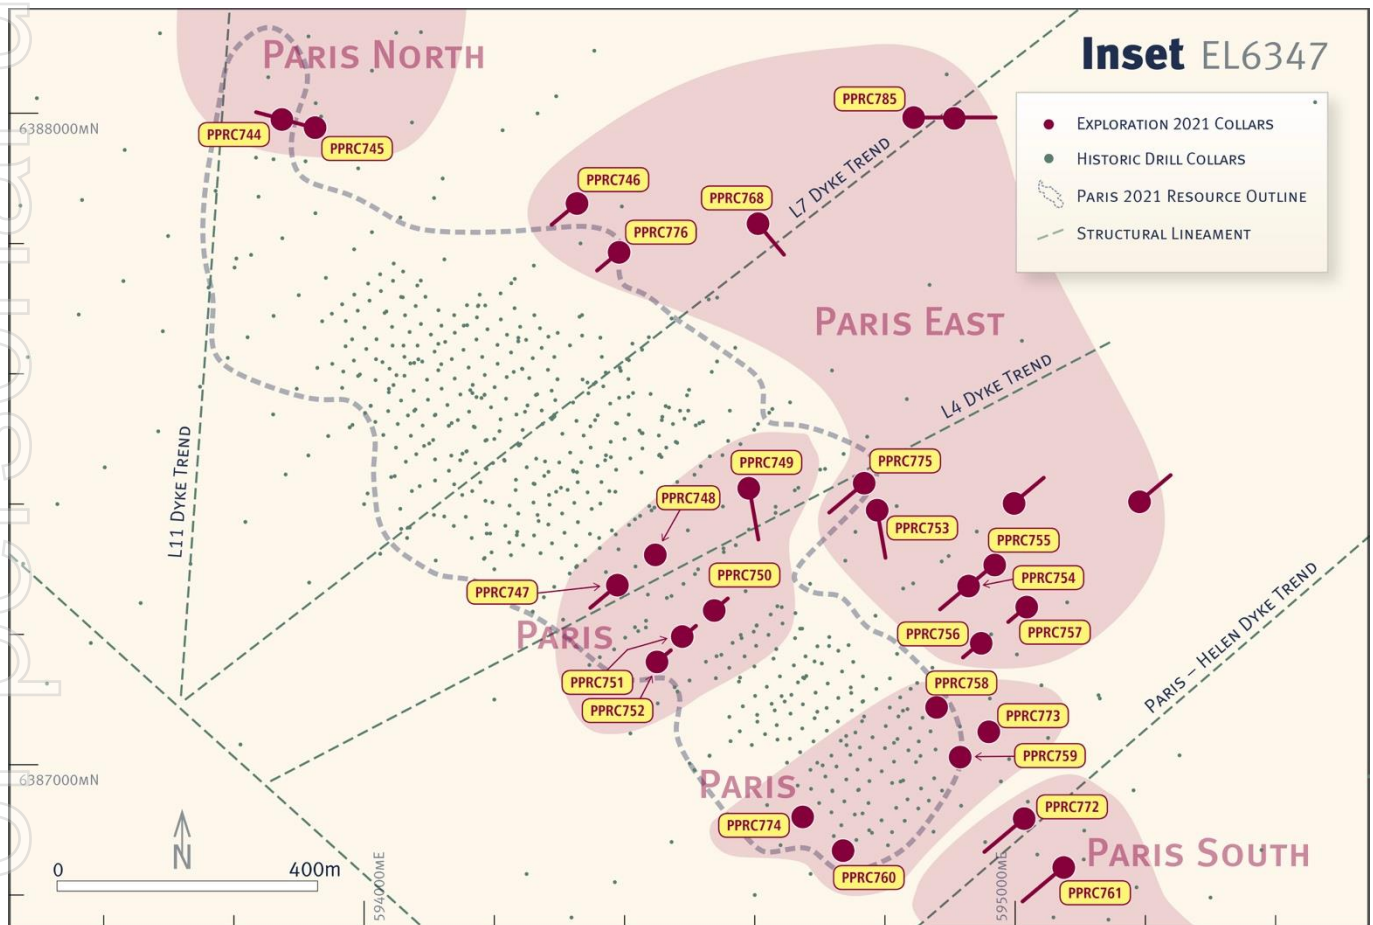 PARIS NORTH
Inset EL6347
PPRC785
EXPLORATION 2021 COLLARS
HISTORIC DRILL COLLARS
PARIS 2021 RESOURCE OUTLINE
STRUCTURAL LINEAMENT
6388000MN
PPRC744
PPRC745
PPRC746
PPRC768
L7 DYKE TREND
PPRC776
PARIS EAST
L4 DYKE TREND
L11 DYKE TREND
PPRC749
PPRC775
PPRC748
PPRC753
PPRC755
PPRC750
PPRC754
PPRC747
PARIS
PPRC756
PPRC757
PARIS – HELEN DYKE TREND
PPRC751
PPRC758
PPRC752
PPRC773
PPRC759
6387000MN
PARIS
PPRC772
PPRC774
PARIS SOUTH
N
0 400m
PPRC760
PPRC761
594000ME
595000ME